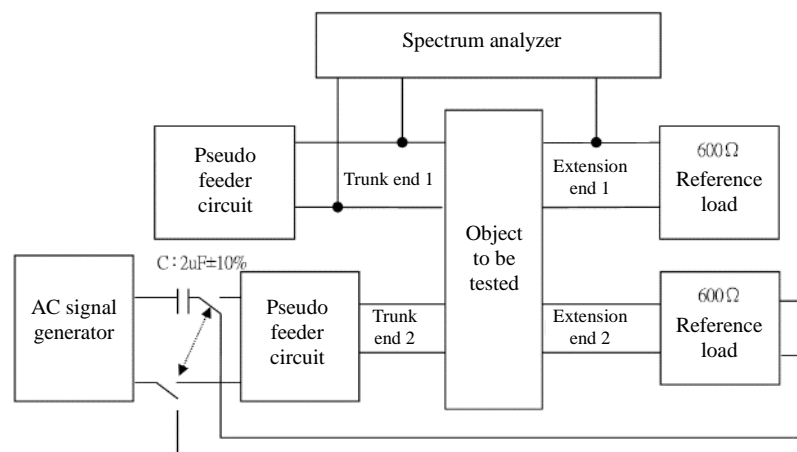 Spectrum analyzer
Pseudo
feeder
circuit
Trunk end 1
Extension
end 1
600Ω
Reference
load
Object
to be
tested
C:2uF±10%
AC signal
generator
Pseudo
feeder
circuit
Trunk
end 2
Extension
end 2
600Ω
Reference
load